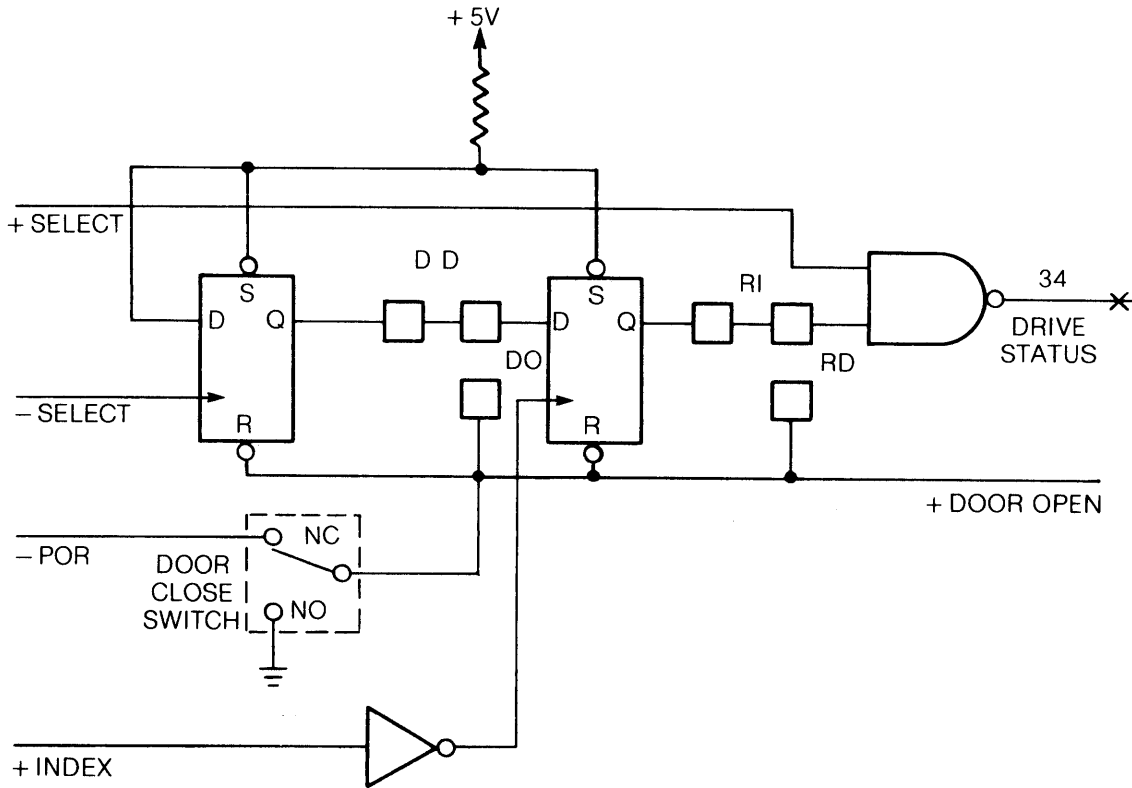 + 5V
+ SELECT
D D
S
S
RI
34
D
Q
D
Q
DRIVE
STATUS
DO
RD
– SELECT
R
R
+ DOOR OPEN
– POR
NC
DOOR
CLOSE
SWITCH
NO
+ INDEX